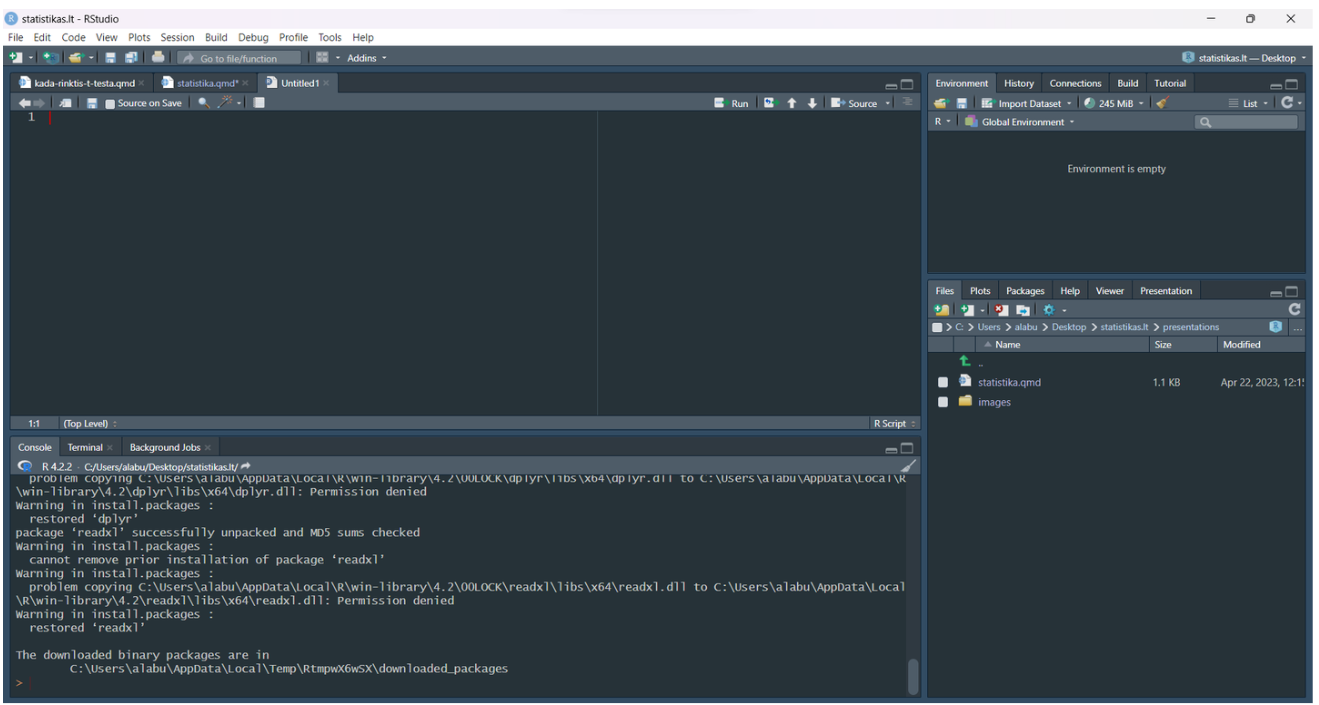 statistikas.lt - RStudio
File Edit Code View Plots Session Build Debug Profile Tools Help
Go to file/function Addins statistikas.lt — Desktop
kada-rinktis-t-testa.qmd statistika.qmd* Untitled1
Source on Save Run Source
1
1:1 (Top Level) R Script
Console Terminal Background Jobs
R 4.2.2 · C:/Users/alabu/Desktop/statistikas.lt/
problem copying C:\Users\alabu\AppData\Local\R\win-library\4.2\00LOCK\dplyr\libs\x64\dplyr.dll to C:\Users\alabu\AppData\Local\R
\win-library\4.2\dplyr\libs\x64\dplyr.dll: Permission denied
Warning in install.packages :
restored ‘dplyr’
package ‘readxl’ successfully unpacked and MD5 sums checked
Warning in install.packages :
cannot remove prior installation of package ‘readxl’
Warning in install.packages :
problem copying C:\Users\alabu\AppData\Local\R\win-library\4.2\00LOCK\readxl\libs\x64\readxl.dll to C:\Users\alabu\AppData\Local
\R\win-library\4.2\readxl\libs\x64\readxl.dll: Permission denied
Warning in install.packages :
restored ‘readxl’
The downloaded binary packages are in
C:\Users\alabu\AppData\Local\Temp\RtmpwX6wSX\downloaded_packages
>
Environment History Connections Build Tutorial
Import Dataset 245 MiB List
R Global Environment
Environment is empty
Files Plots Packages Help Viewer Presentation
C: > Users > alabu > Desktop > statistikas.lt > presentations ...
Name Size Modified
..
statistika.qmd 1.1 KB Apr 22, 2023, 12:15
images